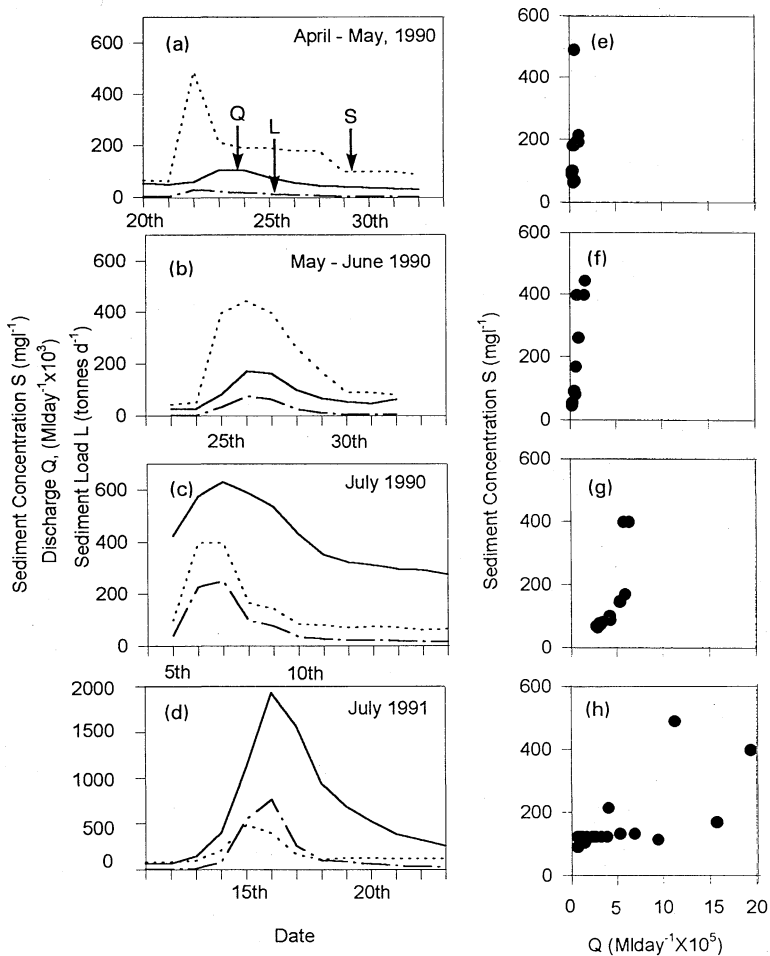 (a) April - May, 1990
600
400
200
0
Q
L
S
20th 25th 30th
(b) May - June 1990
600
400
200
0
25th 30th
(c) July 1990
600
400
200
0
5th 10th
(d) July 1991
2000
1500
1000
500
0
15th 20th
Date
Sediment Concentration S (mgl⁻¹)
Discharge Q, (Mlday⁻¹x10³)
Sediment Load L (tonnes d⁻¹)
(e)
600
400
200
0
(f)
600
400
200
0
(g)
600
400
200
0
(h)
600
400
200
0
0 5 10 15 20
Q (Mlday⁻¹X10⁵)
Sediment Concentration S (mgl⁻¹)